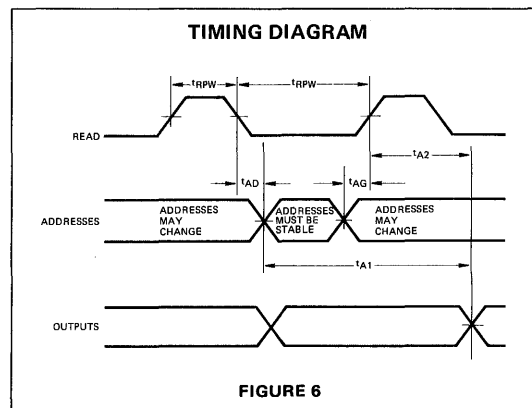 TIMING DIAGRAM
tRPW
tRPW
READ
tA2
tAD
tAG
ADDRESSES
ADDRESSES
MAY
CHANGE
ADDRESSES
MUST BE
STABLE
ADDRESSES
MAY
CHANGE
tA1
OUTPUTS
FIGURE 6